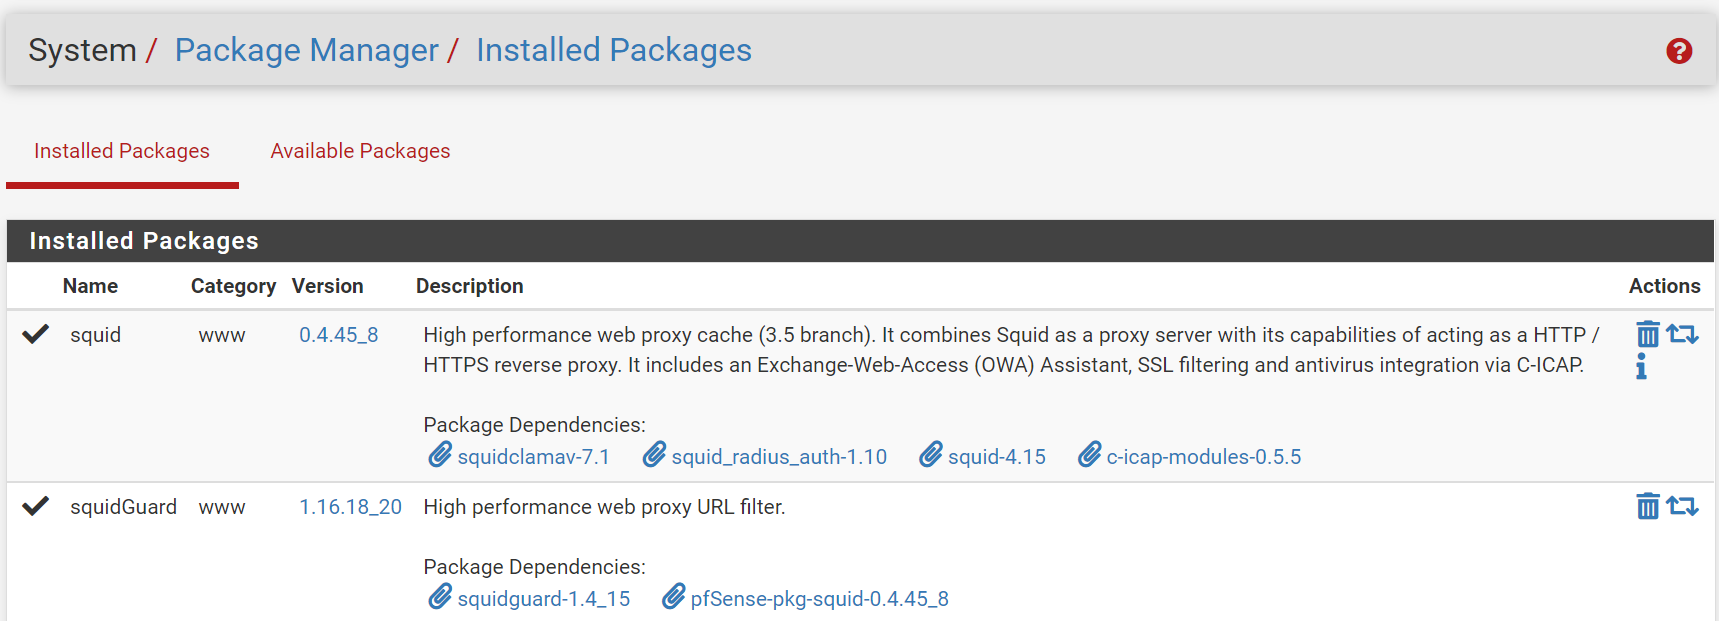 System / Package Manager / Installed Packages
Installed Packages Available Packages
Installed Packages
Name Category Version Description Actions
squid www 0.4.45_8 High performance web proxy cache (3.5 branch). It combines Squid as a proxy server with its capabilities of acting as a HTTP /
HTTPS reverse proxy. It includes an Exchange-Web-Access (OWA) Assistant, SSL filtering and antivirus integration via C-ICAP.
Package Dependencies:
squidclamav-7.1 squid_radius_auth-1.10 squid-4.15 c-icap-modules-0.5.5
squidGuard www 1.16.18_20 High performance web proxy URL filter.
Package Dependencies:
squidguard-1.4_15 pfSense-pkg-squid-0.4.45_8